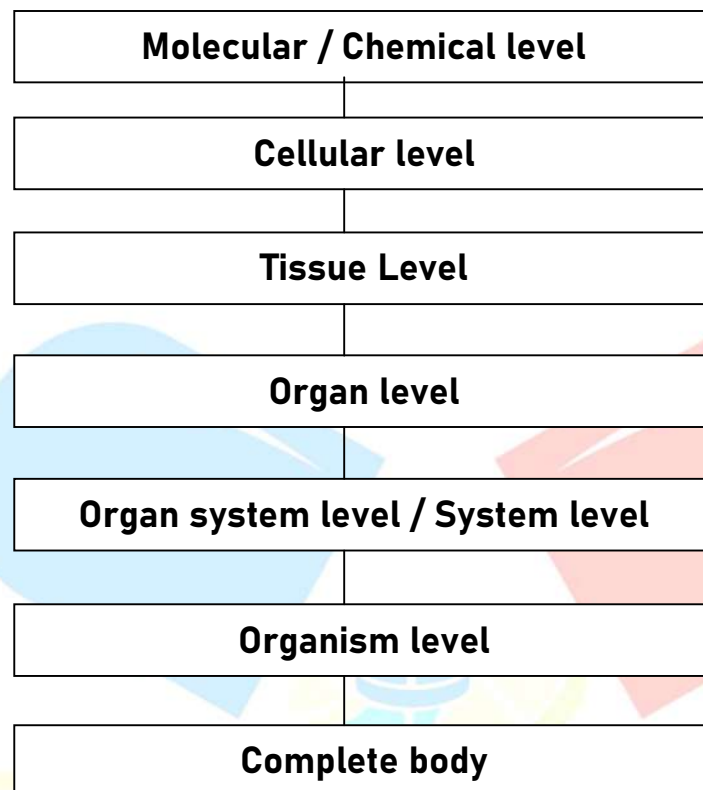 Molecular / Chemical level
Cellular level
Tissue Level
Organ level
Organ system level / System level
Organism level
Complete body